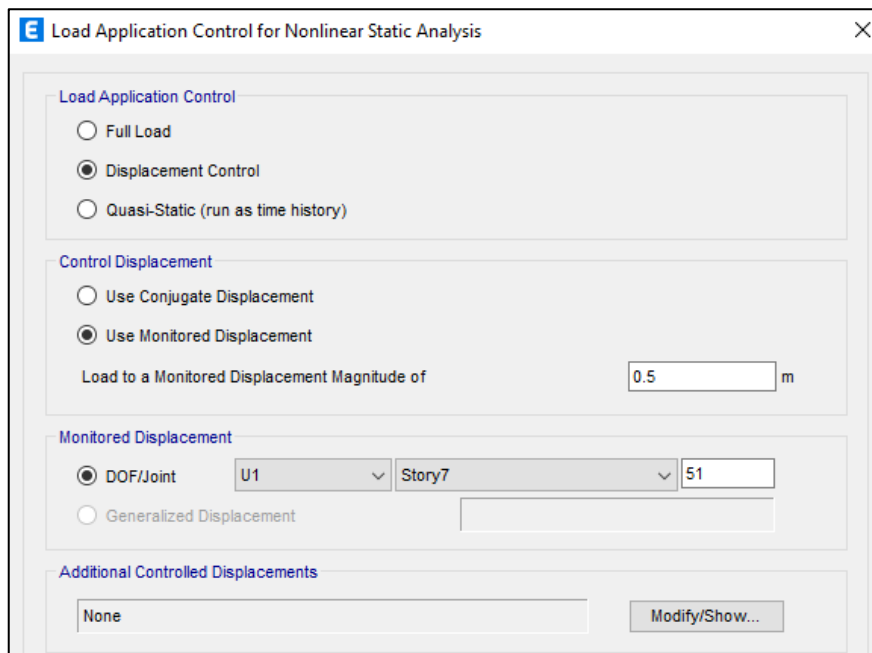 E Load Application Control for Nonlinear Static Analysis
Load Application Control
Full Load
Displacement Control
Quasi-Static (run as time history)
Control Displacement
Use Conjugate Displacement
Use Monitored Displacement
Load to a Monitored Displacement Magnitude of 0.5 m
Monitored Displacement
DOF/Joint U1 Story7 51
Generalized Displacement
Additional Controlled Displacements
None Modify/Show...